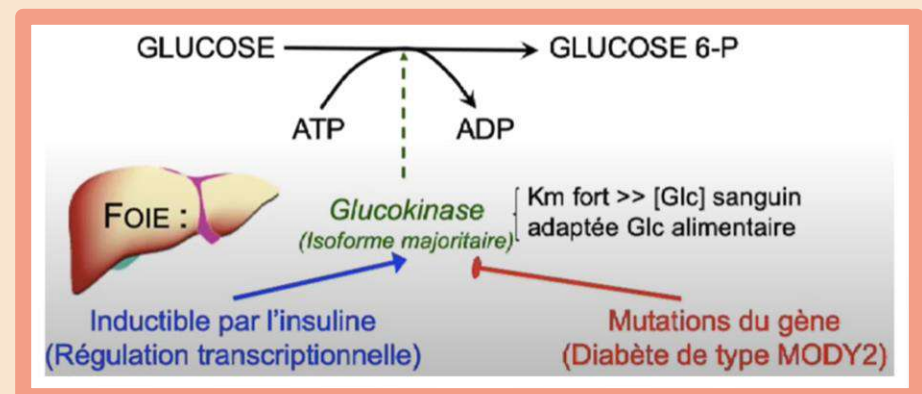 GLUCOSE GLUCOSE 6-P
ATP ADP
FOIE :
Glucokinase
(Isoforme majoritaire)
Km fort >> [Glc] sanguin
adaptée Glc alimentaire
Inductible par l'insuline
(Régulation transcriptionnelle)
Mutations du gène
(Diabète de type MODY2)